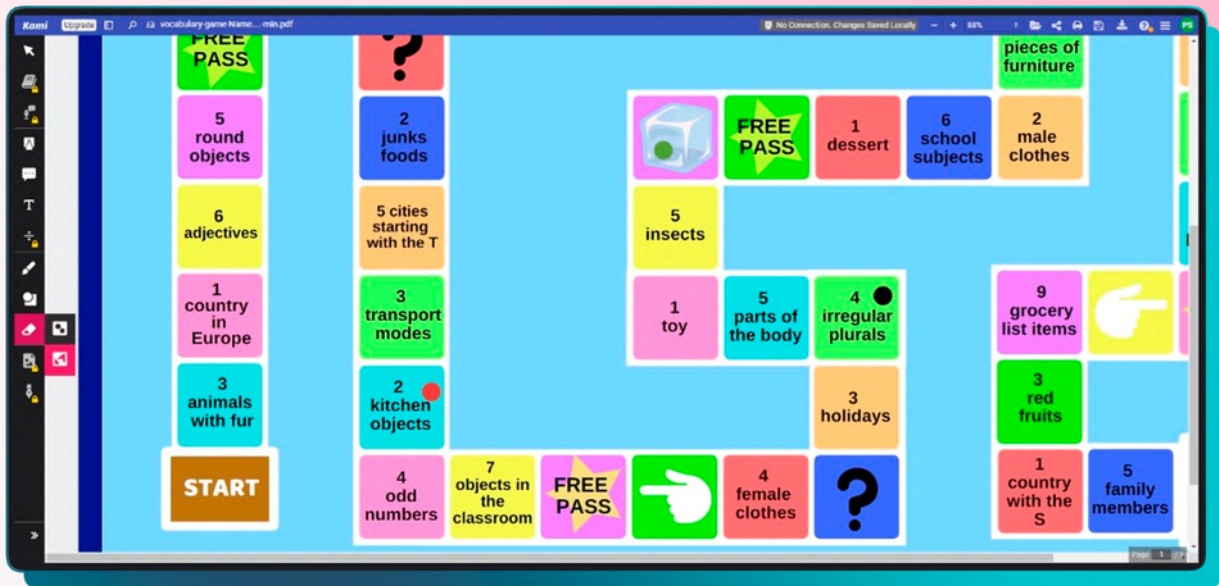 Kami
Upgrade
vocabulary-game-Name....-min.pdf
No Connection. Changes Saved Locally
88%
PS
FREE
PASS
?
pieces of
furniture
5
round
objects
2
junks
foods
FREE
PASS
1
dessert
6
school
subjects
2
male
clothes
6
adjectives
5 cities
starting
with the T
5
insects
1
country
in
Europe
3
transport
modes
1
toy
5
parts of
the body
4
irregular
plurals
9
grocery
list items
3
animals
with fur
2
kitchen
objects
3
holidays
3
red
fruits
START
4
odd
numbers
7
objects in
the
classroom
FREE
PASS
4
female
clothes
?
1
country
with the
S
5
family
members
T
Page 1